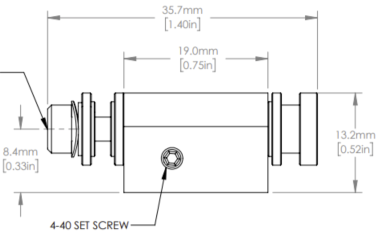 35.7mm
[1.40in]
19.0mm
[0.75in]
8.4mm
[0.33in]
13.2mm
[0.52in]
4-40 SET SCREW